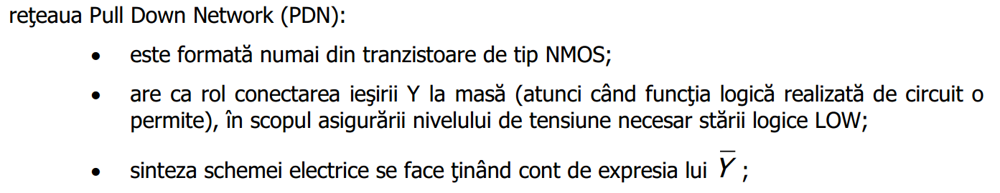 reţeaua Pull Down Network (PDN):
• este formată numai din tranzistoare de tip NMOS;
• are ca rol conectarea ieşirii Y la masă (atunci când funcţia logică realizată de circuit o
permite), în scopul asigurării nivelului de tensiune necesar stării logice LOW;
• sinteza schemei electrice se face ţinând cont de expresia lui Y̅ ;